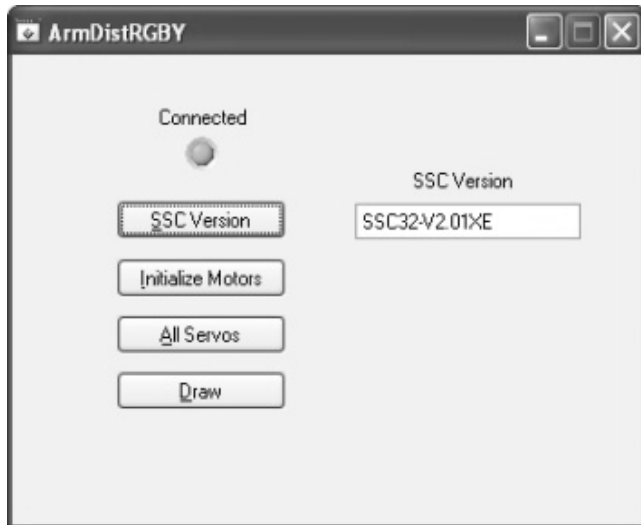 ArmDistRGBY
Connected
SSC Version
SSC Version
SSC32-V2.01XE
Initialize Motors
All Servos
Draw